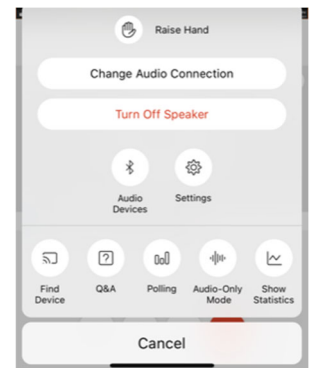 Raise Hand
Change Audio Connection
Turn Off Speaker
Audio
Devices
Settings
Find
Device
Q&A
Polling
Audio-Only
Mode
Show
Statistics
Cancel